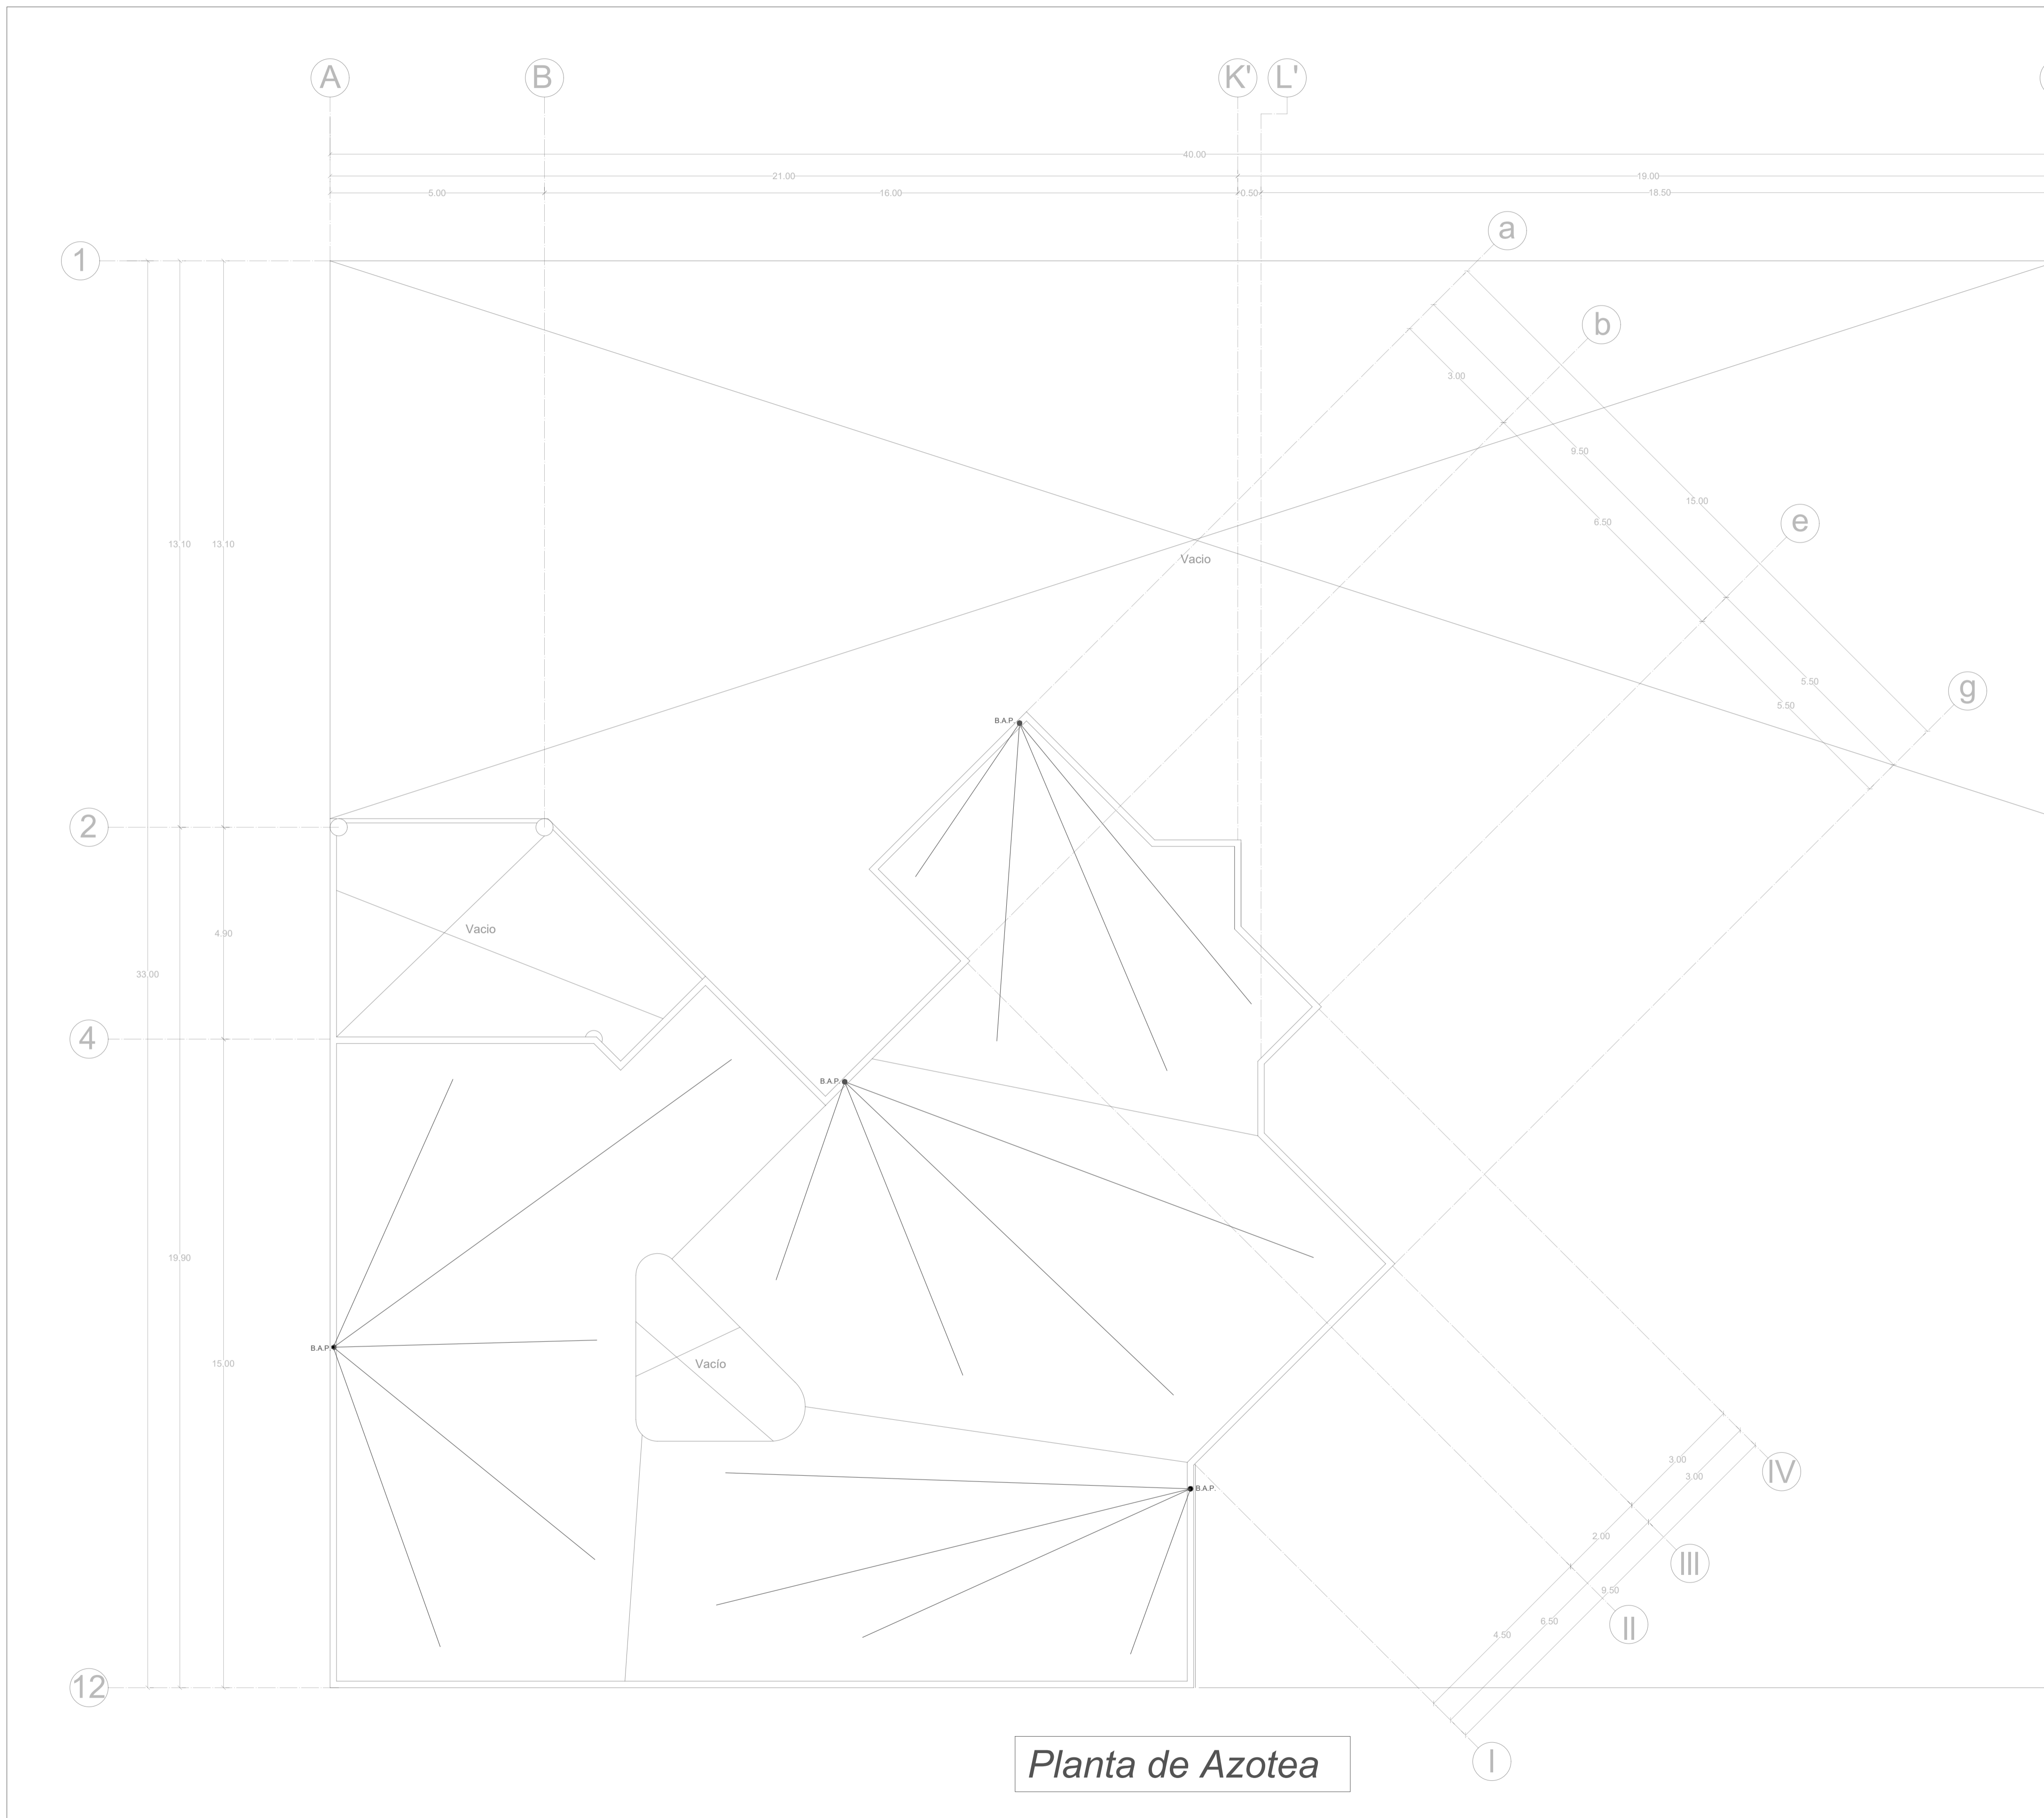 A
B
K'
L'
40.00
21.00
19.00
5.00
16.00
0.50
18.50
a
1
b
3.00
9.50
15.00
e
6.50
13.10
13.10
Vacio
g
5.50
5.50
B.A.P.
2
Vacio
4.90
33.00
4
B.A.P.
19.90
B.A.P
15.00
Vacío
3.00
IV
3.00
B.A.P.
2.00
III
9.50
6.50
II
4.50
12
I
Planta de Azotea